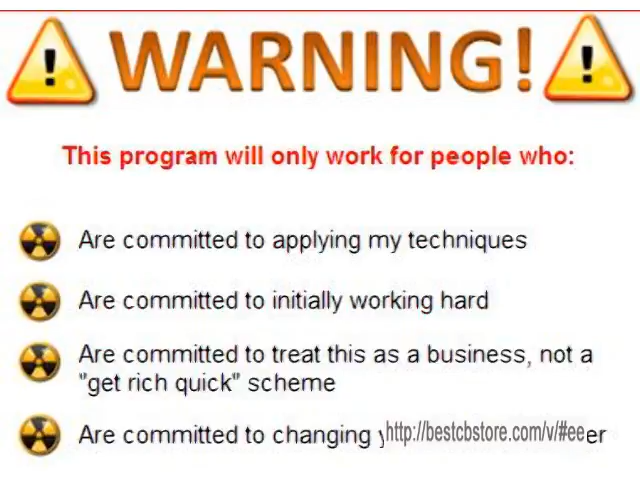 WARNING!
This program will only work for people who:
Are committed to applying my techniques
Are committed to initially working hard
Are committed to treat this as a business, not a
"get rich quick" scheme
Are committed to changing http://bestcbstore.com/v/#ee